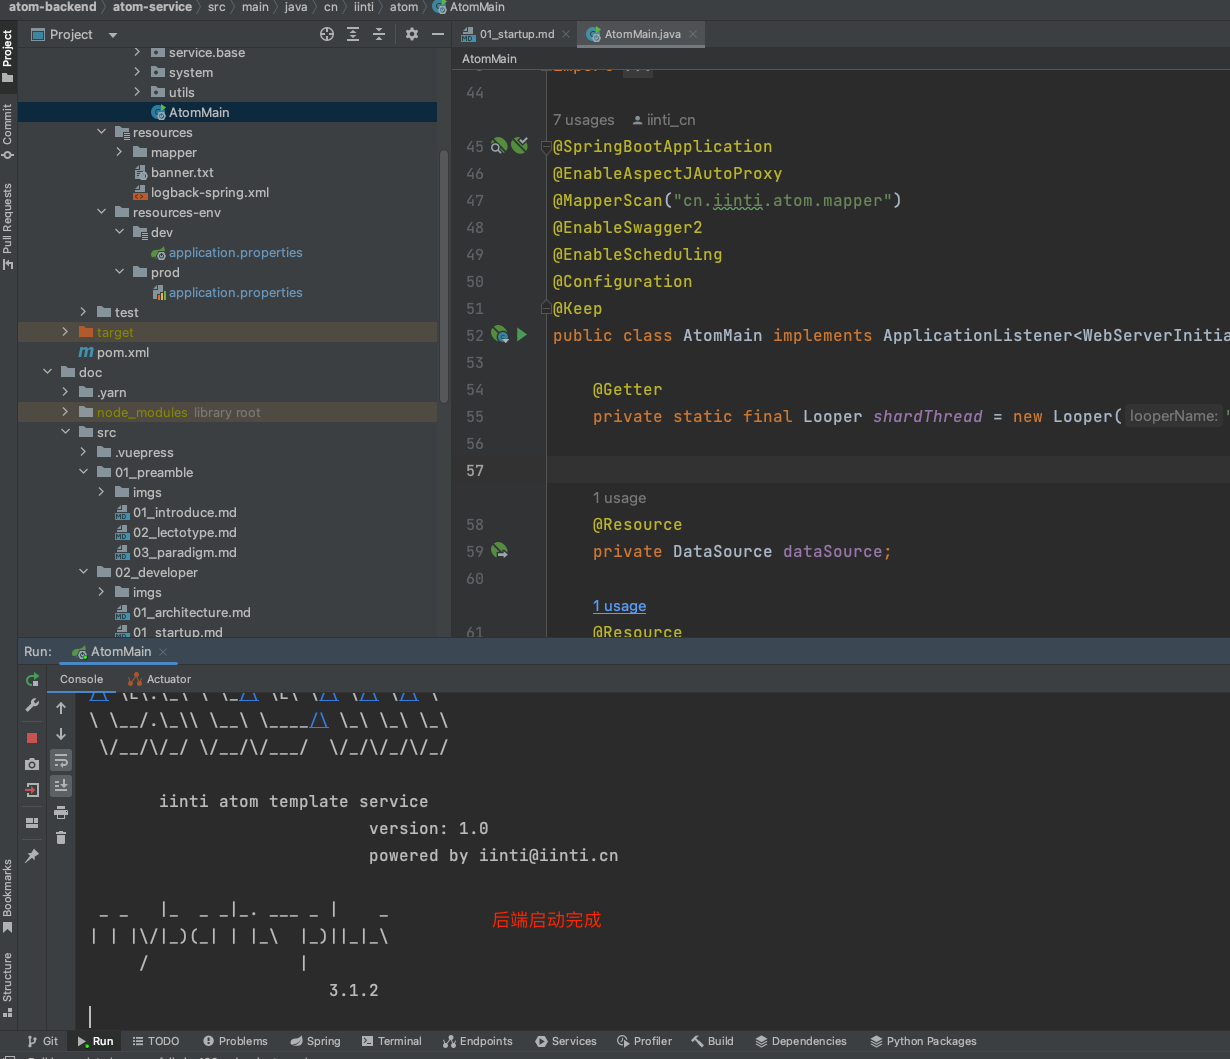 atom-backend atom-service src main java cn iinti atom AtomMain
Project
01_startup.md
AtomMain.java
AtomMain
Project
Commit
Pull Requests
Bookmarks
Structure
service.base
system
utils
AtomMain
resources
mapper
banner.txt
logback-spring.xml
resources-env
dev
application.properties
prod
application.properties
test
target
pom.xml
doc
.yarn
node_modules library root
src
.vuepress
01_preamble
imgs
01_introduce.md
02_lectotype.md
03_paradigm.md
02_developer
imgs
01_architecture.md
01_startup.md
44
7 usages iinti_cn
45 @SpringBootApplication
46 @EnableAspectJAutoProxy
47 @MapperScan("cn.iinti.atom.mapper")
48 @EnableSwagger2
49 @EnableScheduling
50 @Configuration
51 @Keep
52 public class AtomMain implements ApplicationListener<WebServerInitia
53
54 @Getter
55 private static final Looper shardThread = new Looper( looperName: "
56
57
1 usage
58 @Resource
59 private DataSource dataSource;
60
1 usage
61 @Resource
Run: AtomMain
Console Actuator
iinti atom template service
version: 1.0
powered by iinti@iinti.cn
后端启动完成
3.1.2
Git Run TODO Problems Spring Terminal Endpoints Services Profiler Build Dependencies Python Packages